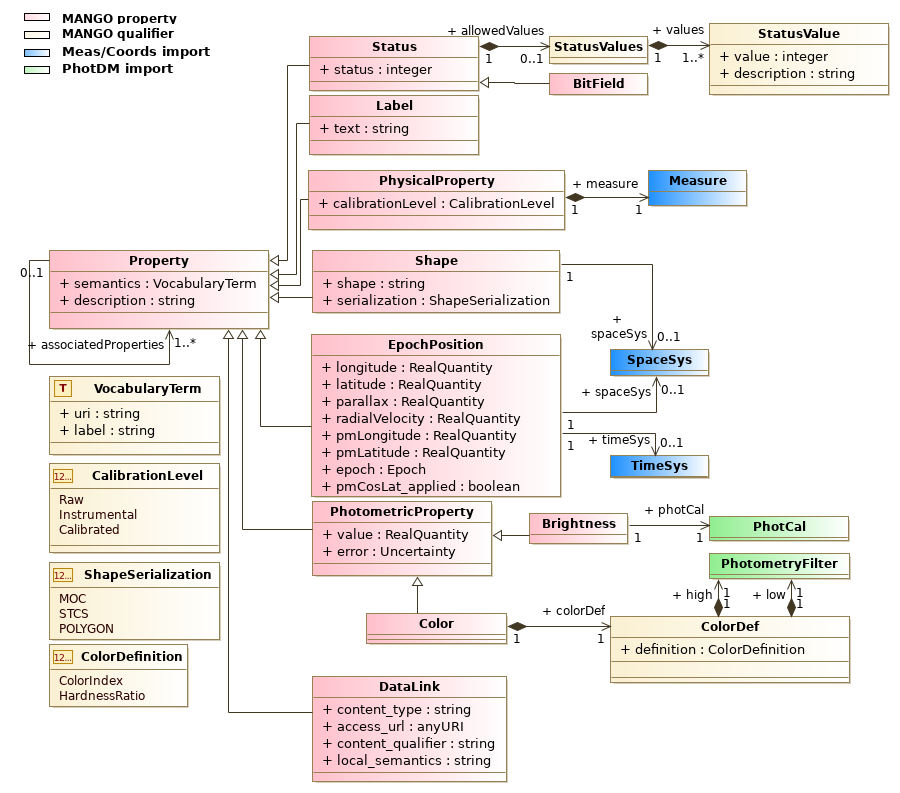 MANGO property
MANGO qualifier
Meas/Coords import
PhotDM import
Status
+ status : integer
+ allowedValues
1
0..1
StatusValues
+ values
1
1..*
StatusValue
+ value : integer
+ description : string
BitField
Label
+ text : string
PhysicalProperty
+ calibrationLevel : CalibrationLevel
+ measure
1
1
Measure
Property
+ semantics : VocabularyTerm
+ description : string
0..1
+ associatedProperties
1..*
Shape
+ shape : string
+ serialization : ShapeSerialization
1
+
spaceSys
0..1
SpaceSys
EpochPosition
+ longitude : RealQuantity
+ latitude : RealQuantity
+ parallax : RealQuantity
+ radialVelocity : RealQuantity
+ pmLongitude : RealQuantity
+ pmLatitude : RealQuantity
+ epoch : Epoch
+ pmCosLat_applied : boolean
+ spaceSys
0..1
1
+ timeSys
0..1
1
TimeSys
T
VocabularyTerm
+ uri : string
+ label : string
12...
CalibrationLevel
Raw
Instrumental
Calibrated
12...
ShapeSerialization
MOC
STCS
POLYGON
12...
ColorDefinition
ColorIndex
HardnessRatio
PhotometricProperty
+ value : RealQuantity
+ error : Uncertainty
Brightness
+ photCal
1
1
PhotCal
PhotometryFilter
+ high
1
1
+ low
1
1
Color
+ colorDef
1
1
ColorDef
+ definition : ColorDefinition
DataLink
+ content_type : string
+ access_url : anyURI
+ content_qualifier : string
+ local_semantics : string